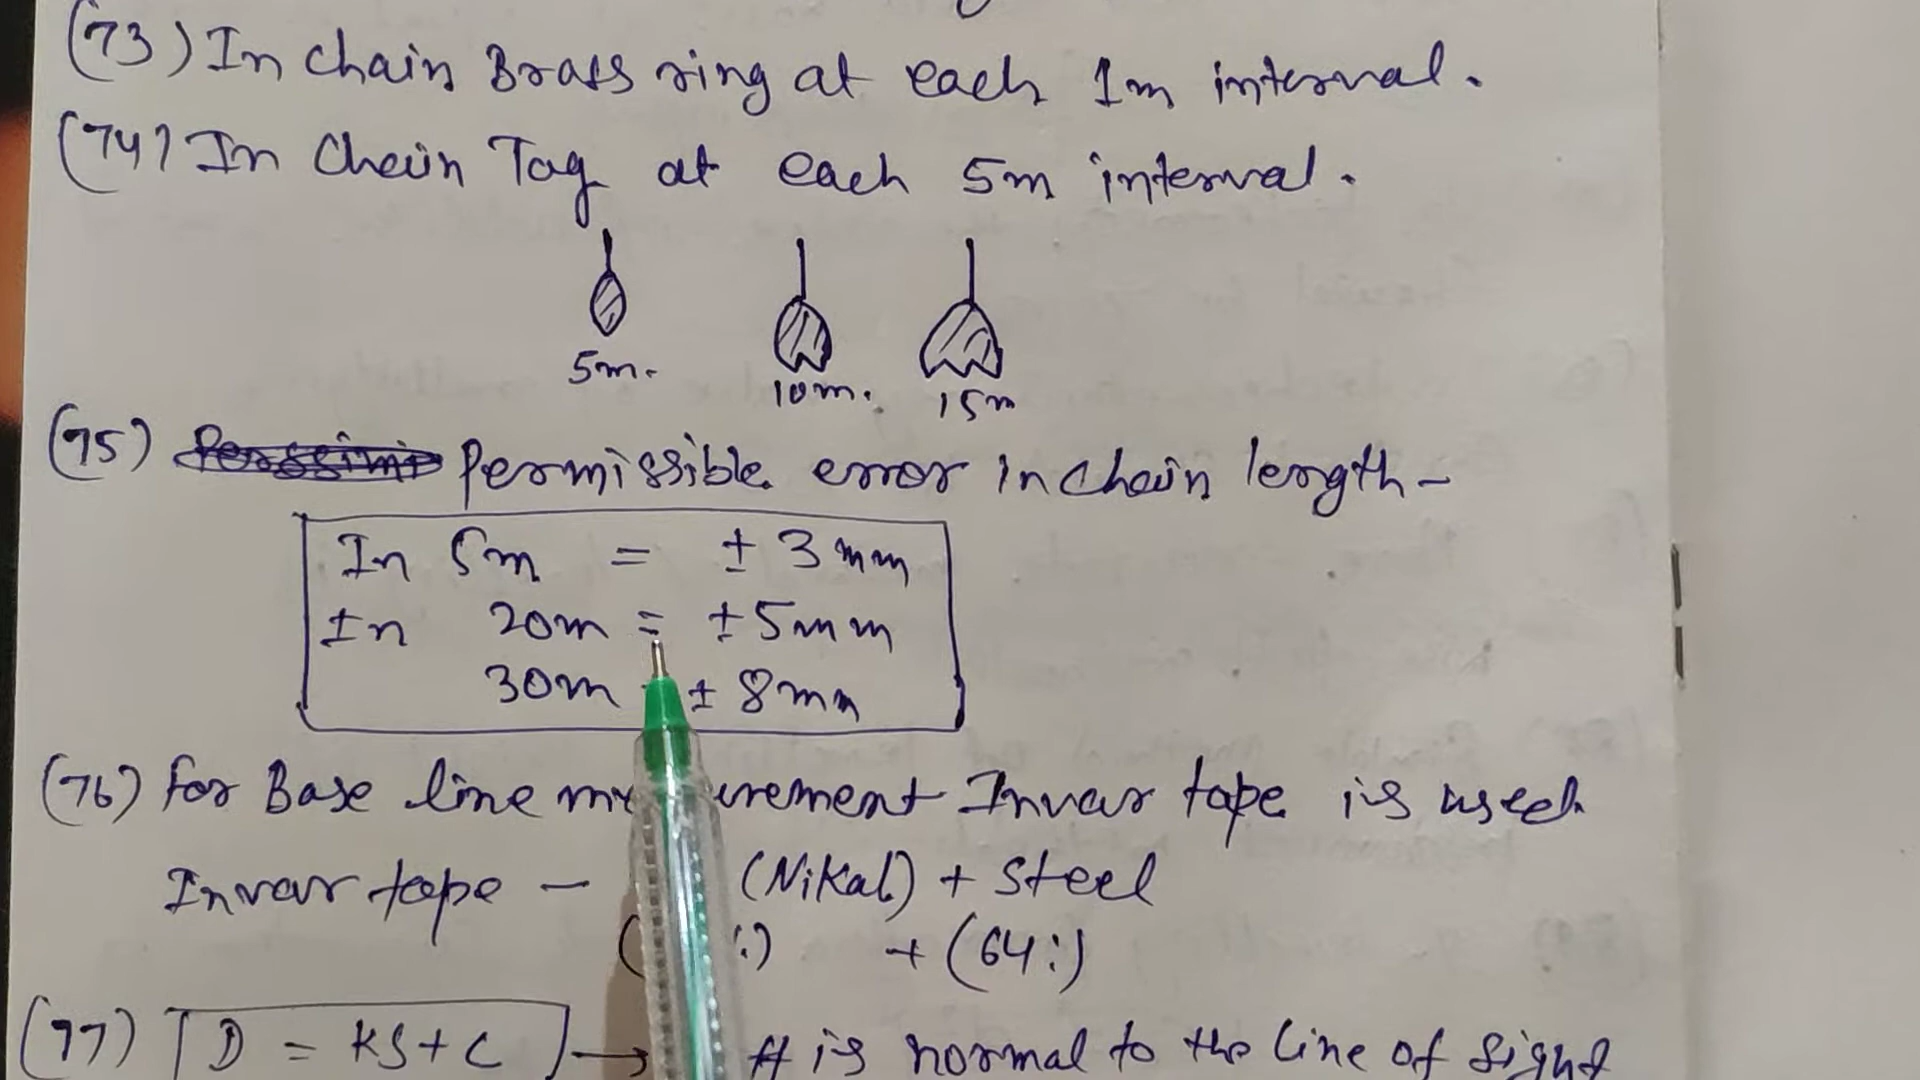 (73) In chain Brass ring at each 1m interval.
(74) In Chain Tag at each 5m interval.
5m. 10m. 15m
(75) Permissible error in chain length -
In 5m = ± 3 mm
In 20m = ± 5mm
30m ± 8mm
(76) For Base line urement Invar tape is used
Invar tape - (Nikal) + Steel
( :) + (64:)
(77) D = KS + C → It is normal to the line of sight